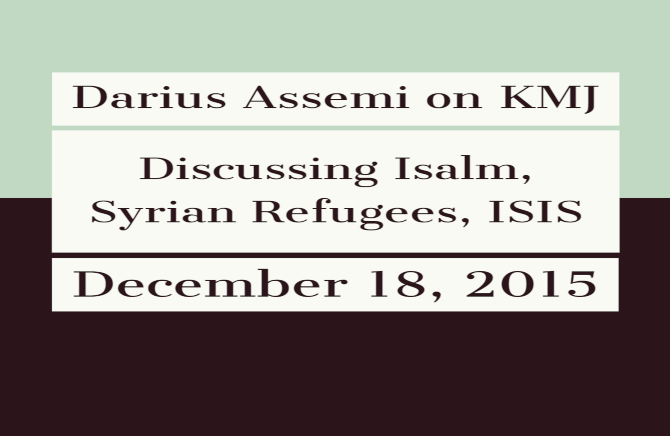 Darius Assemi on KMJ
Discussing Isalm,
Syrian Refugees, ISIS
December 18, 2015